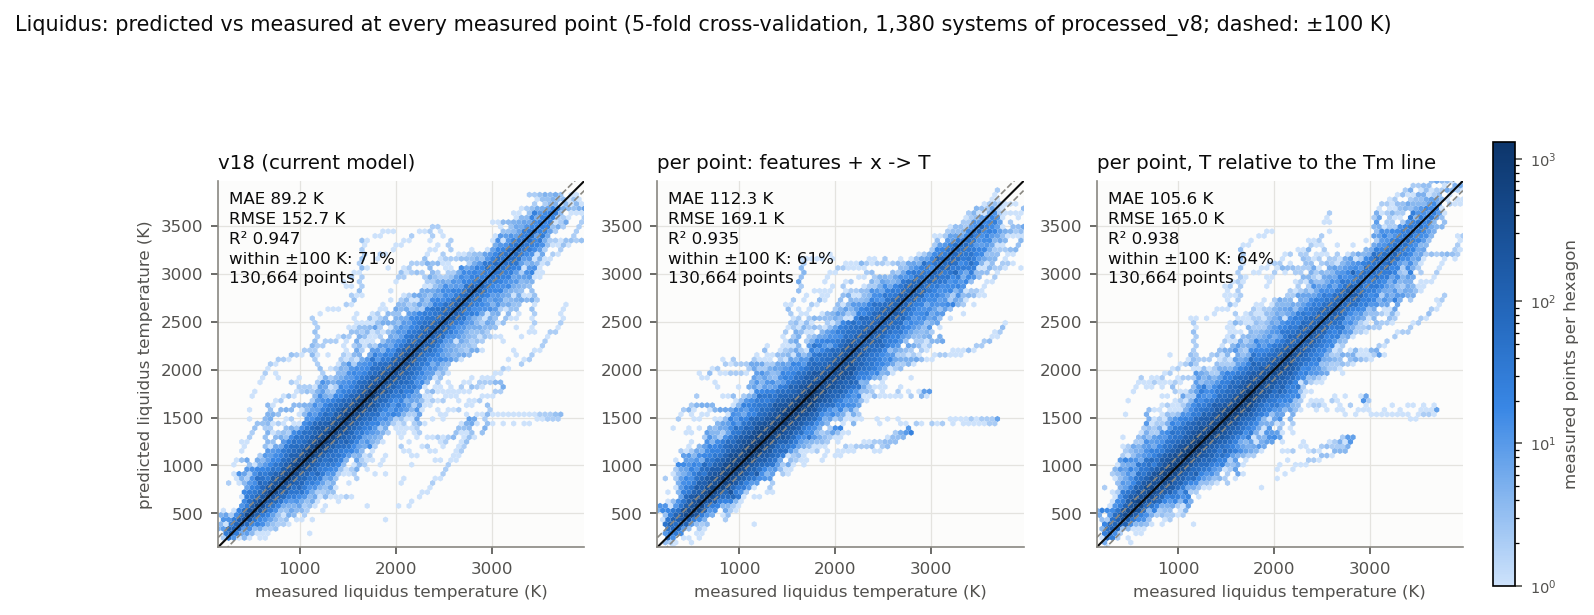 Liquidus: predicted vs measured at every measured point (5-fold cross-validation, 1,380 systems of processed_v8; dashed: ±100 K)
v18 (current model)
MAE 89.2 K
RMSE 152.7 K
R² 0.947
within ±100 K: 71%
130,664 points
predicted liquidus temperature (K)
3500
3000
2500
2000
1500
1000
500
1000
2000
3000
measured liquidus temperature (K)
per point: features + x -> T
MAE 112.3 K
RMSE 169.1 K
R² 0.935
within ±100 K: 61%
130,664 points
3500
3000
2500
2000
1500
1000
500
1000
2000
3000
measured liquidus temperature (K)
per point, T relative to the Tm line
MAE 105.6 K
RMSE 165.0 K
R² 0.938
within ±100 K: 64%
130,664 points
3500
3000
2500
2000
1500
1000
500
1000
2000
3000
measured liquidus temperature (K)
10³
10²
10¹
10⁰
measured points per hexagon